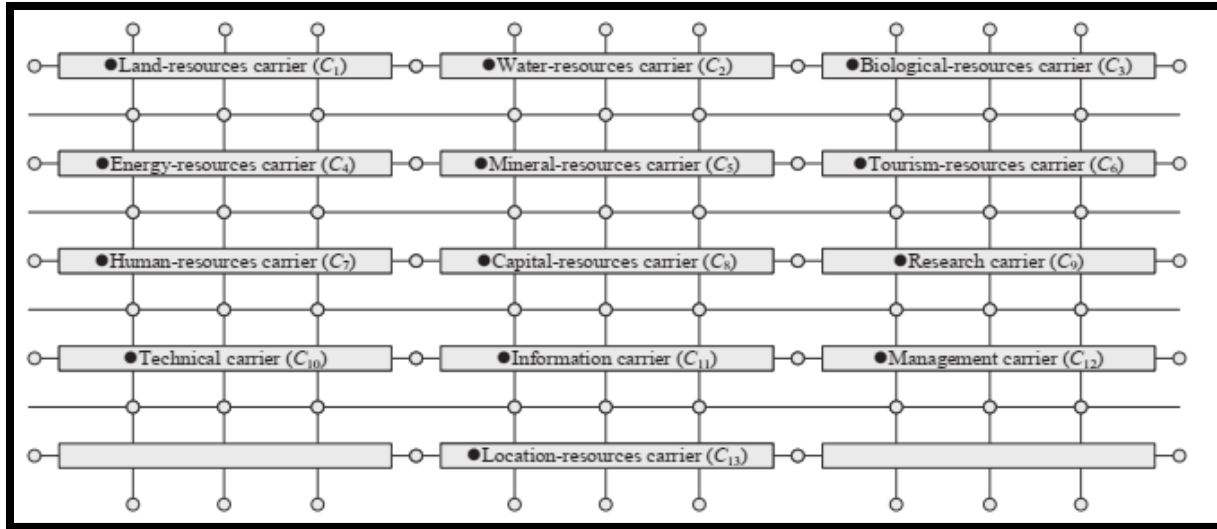 ●Land-resources carrier (C₁)
●Water-resources carrier (C₂)
●Biological-resources carrier (C₃)
●Energy-resources carrier (C₄)
●Mineral-resources carrier (C₅)
●Tourism-resources carrier (C₆)
●Human-resources carrier (C₇)
●Capital-resources carrier (C₈)
●Research carrier (C₉)
●Technical carrier (C₁₀)
●Information carrier (C₁₁)
●Management carrier (C₁₂)
●Location-resources carrier (C₁₃)